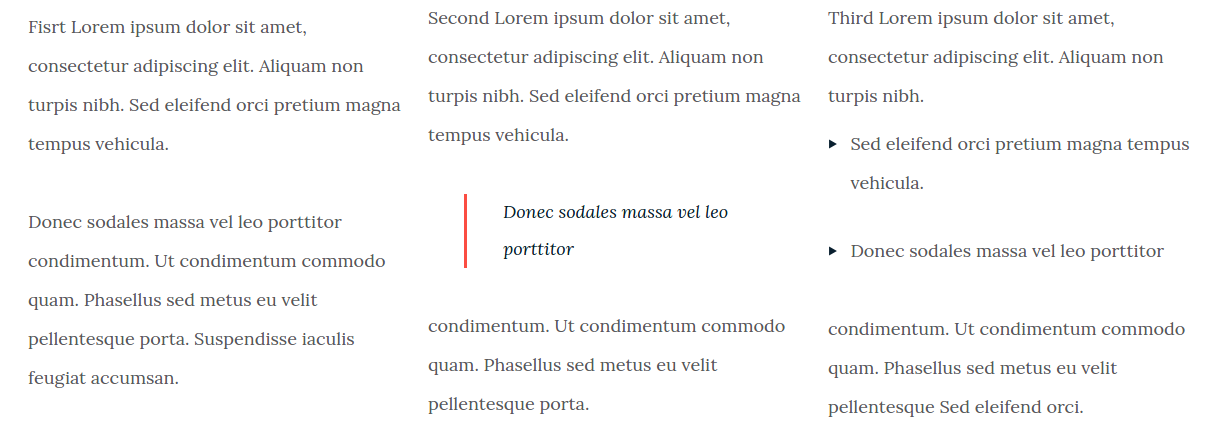 Fisrt Lorem ipsum dolor sit amet,
consectetur adipiscing elit. Aliquam non
turpis nibh. Sed eleifend orci pretium magna
tempus vehicula.
Donec sodales massa vel leo porttitor
condimentum. Ut condimentum commodo
quam. Phasellus sed metus eu velit
pellentesque porta. Suspendisse iaculis
feugiat accumsan.
Second Lorem ipsum dolor sit amet,
consectetur adipiscing elit. Aliquam non
turpis nibh. Sed eleifend orci pretium magna
tempus vehicula.
Donec sodales massa vel leo
porttitor
condimentum. Ut condimentum commodo
quam. Phasellus sed metus eu velit
pellentesque porta.
Third Lorem ipsum dolor sit amet,
consectetur adipiscing elit. Aliquam non
turpis nibh.
Sed eleifend orci pretium magna tempus
vehicula.
Donec sodales massa vel leo porttitor
condimentum. Ut condimentum commodo
quam. Phasellus sed metus eu velit
pellentesque Sed eleifend orci.